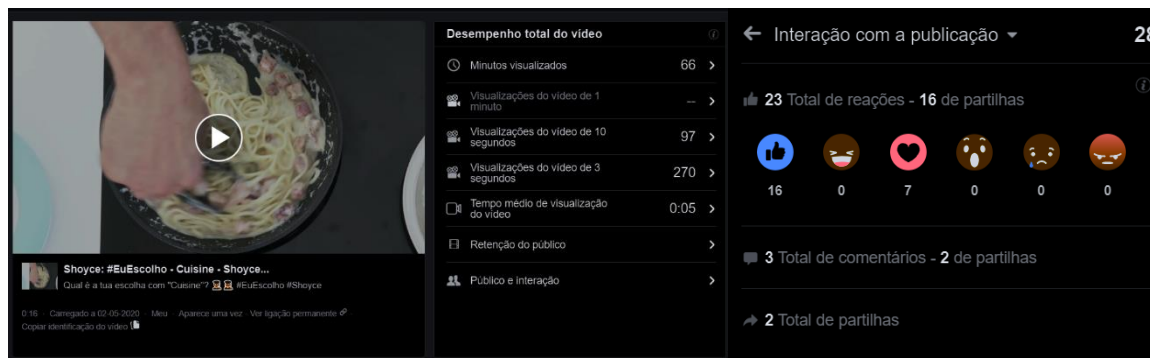 Shoyce: #EuEscolho - Cuisine - Shoyce...
Qual é a tua escolha com "Cuisine"? #EuEscolho #Shoyce
0:16 · Carregado a 02-05-2020 · Meu · Aparece uma vez · Ver ligação permanente
Copiar identificação do vídeo
Desempenho total do vídeo
Minutos visualizados 66
Visualizações do vídeo de 1
minuto --
Visualizações do vídeo de 10
segundos 97
Visualizações do vídeo de 3
segundos 270
Tempo médio de visualização
do vídeo 0:05
Retenção do público
Público e interação
Interação com a publicação 28
23 Total de reações - 16 de partilhas
16 0 7 0 0 0
3 Total de comentários - 2 de partilhas
2 Total de partilhas